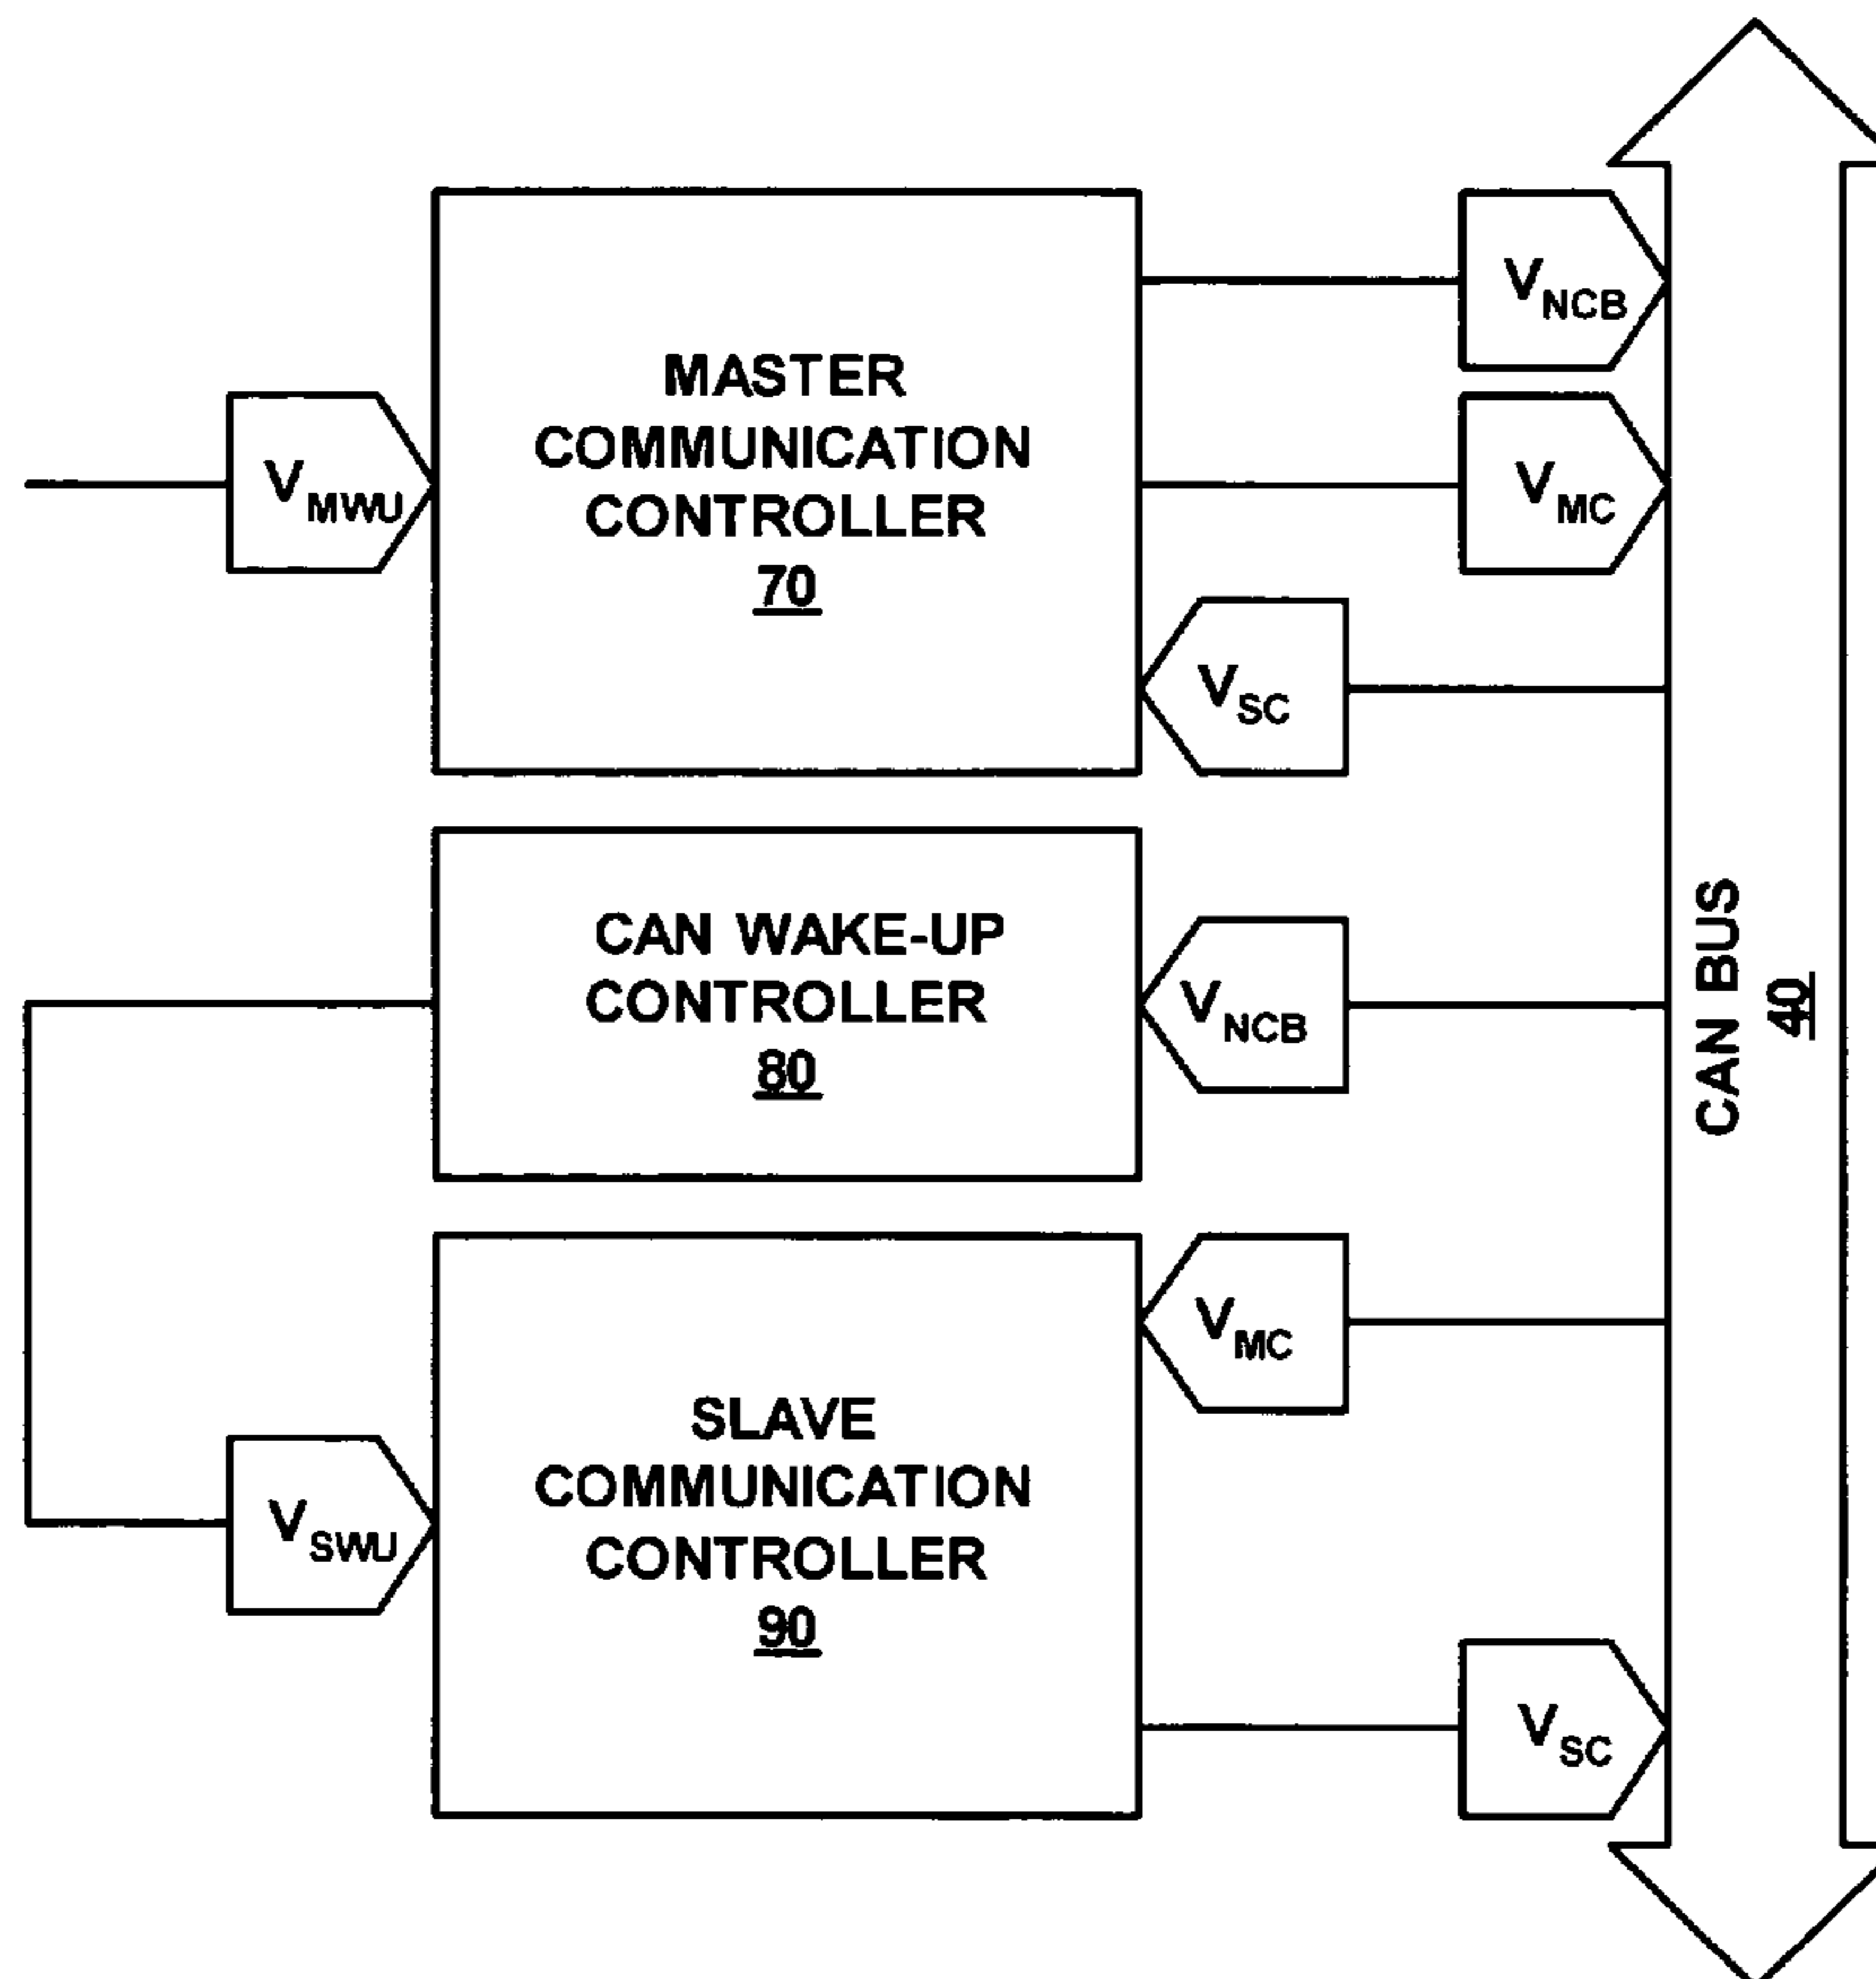 V_NCB
MASTER
COMMUNICATION
CONTROLLER
70
V_MWU
V_MC
V_SC
CAN WAKE-UP
CONTROLLER
80
V_NCB
CAN BUS
40
V_MC
SLAVE
COMMUNICATION
CONTROLLER
90
V_SWU
V_SC